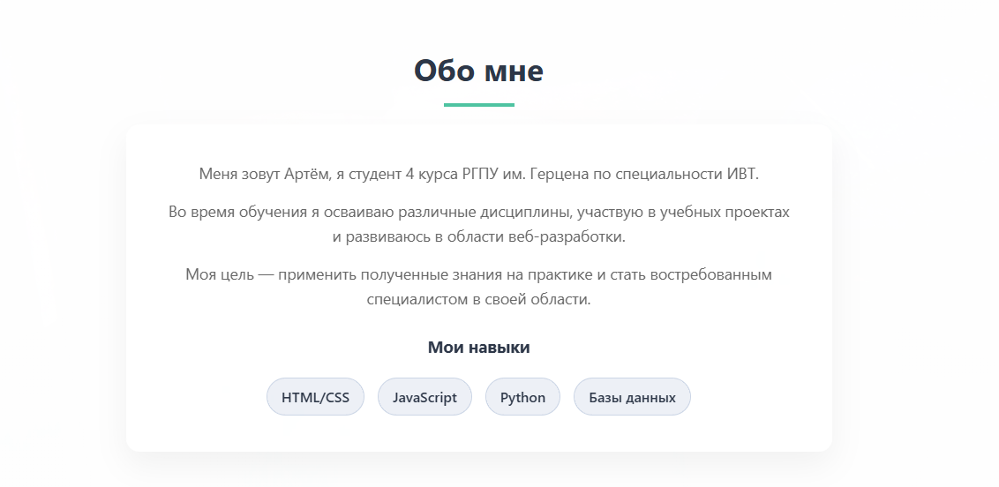 Обо мне
Меня зовут Артём, я студент 4 курса РГПУ им. Герцена по специальности ИВТ.
Во время обучения я осваиваю различные дисциплины, участвую в учебных проектах
и развиваюсь в области веб-разработки.
Моя цель — применить полученные знания на практике и стать востребованным
специалистом в своей области.
Мои навыки
HTML/CSS JavaScript Python Базы данных